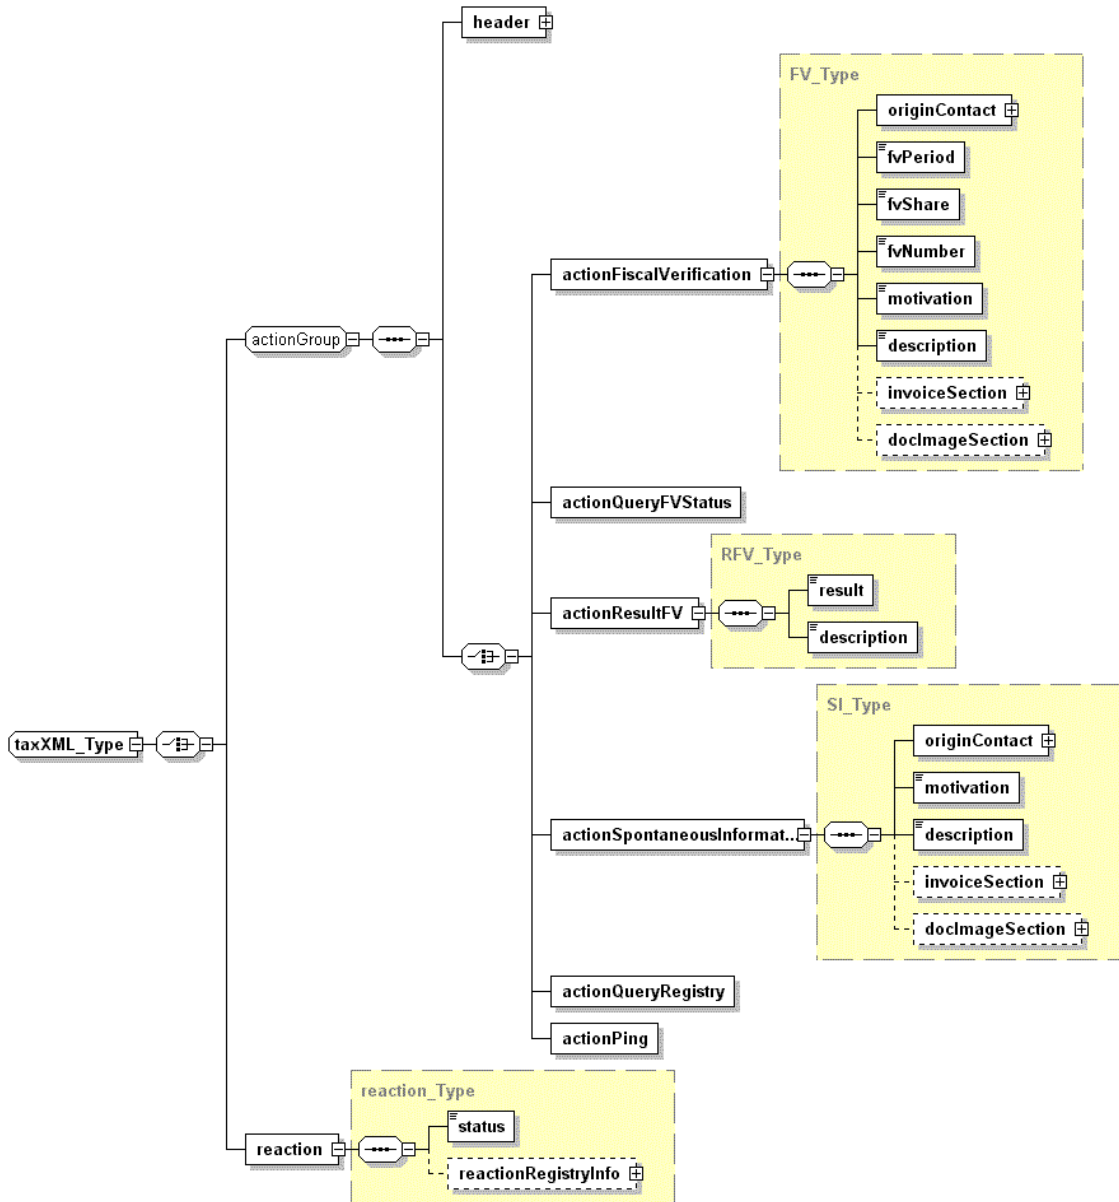 header
FV_Type
originContact
fvPeriod
fvShare
fvNumber
actionFiscalVerification
motivation
actionGroup
description
invoiceSection
docImageSection
actionQueryFVStatus
RFV_Type
result
actionResultFV
description
SI_Type
originContact
taxXML_Type
motivation
actionSpontaneousInformat...
description
invoiceSection
docImageSection
actionQueryRegistry
actionPing
reaction_Type
status
reaction
reactionRegistryInfo